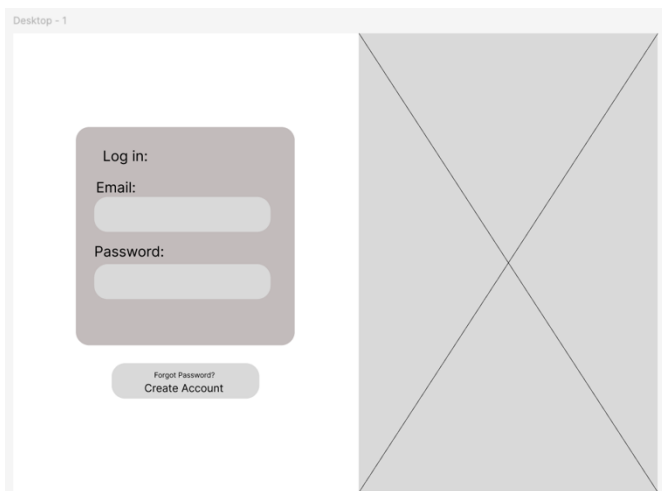 Desktop - 1
Log in:
Email:
Password:
Forgot Password?
Create Account